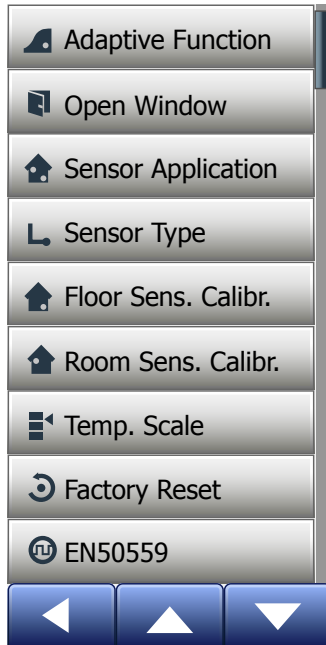 Adaptive Function
Open Window
Sensor Application
Sensor Type
Floor Sens. Calibr.
Room Sens. Calibr.
Temp. Scale
Factory Reset
EN50559